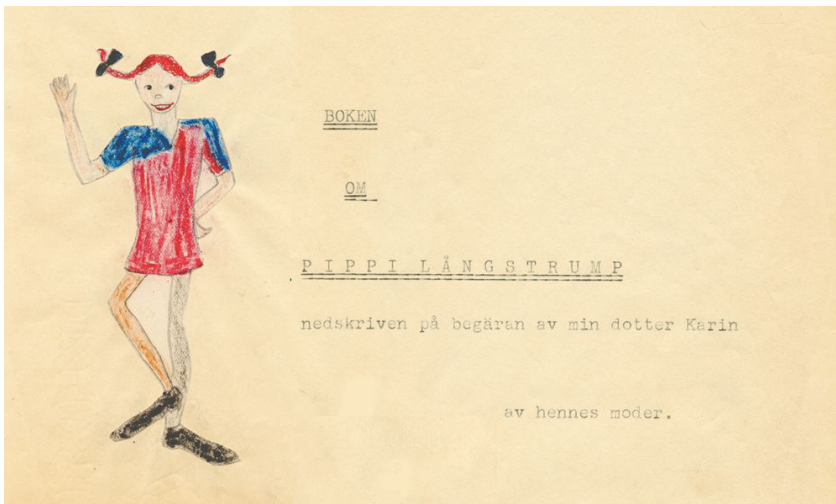 BOKEN
OM
PIPPI LÅNGSTRUMP
nedskriven på begäran av min dotter Karin
av hennes moder.